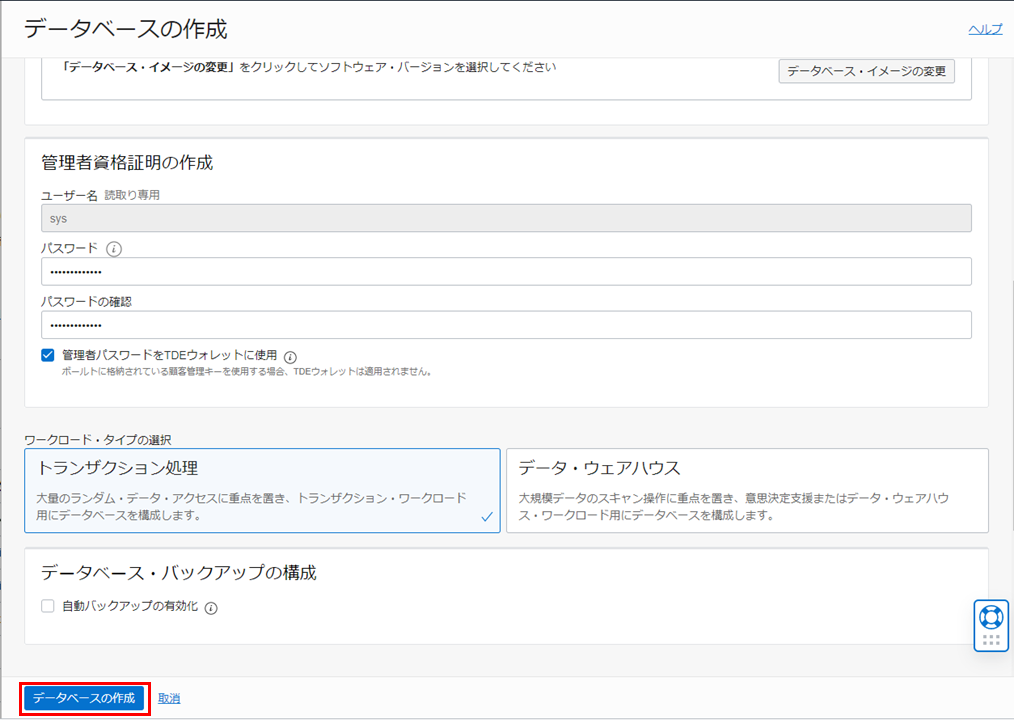 データベースの作成
ヘルプ
「データベース・イメージの変更」をクリックしてソフトウェア・バージョンを選択してください
データベース・イメージの変更
管理者資格証明の作成
ユーザー名 読取り専用
sys
パスワード
•••••••••••••
パスワードの確認
•••••••••••••
管理者パスワードをTDEウォレットに使用
ボールトに格納されている顧客管理キーを使用する場合、TDEウォレットは適用されません。
ワークロード・タイプの選択
トランザクション処理
大量のランダム・データ・アクセスに重点を置き、トランザクション・ワークロード
用にデータベースを構成します。
データ・ウェアハウス
大規模データのスキャン操作に重点を置き、意思決定支援またはデータ・ウェアハウ
ス・ワークロード用にデータベースを構成します。
データベース・バックアップの構成
自動バックアップの有効化
データベースの作成
取消